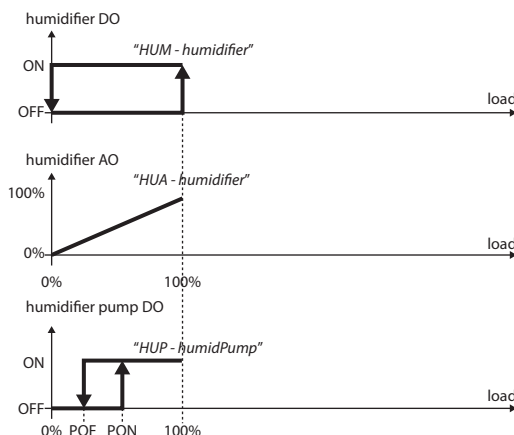 humidifier DO
"HUM - humidifier"
ON
OFF
load
humidifier AO
"HUA - humidifier"
100%
0%
load
0% 100%
humidifier pump DO
"HUP - humidPump"
ON
OFF
load
0% POF PON 100%